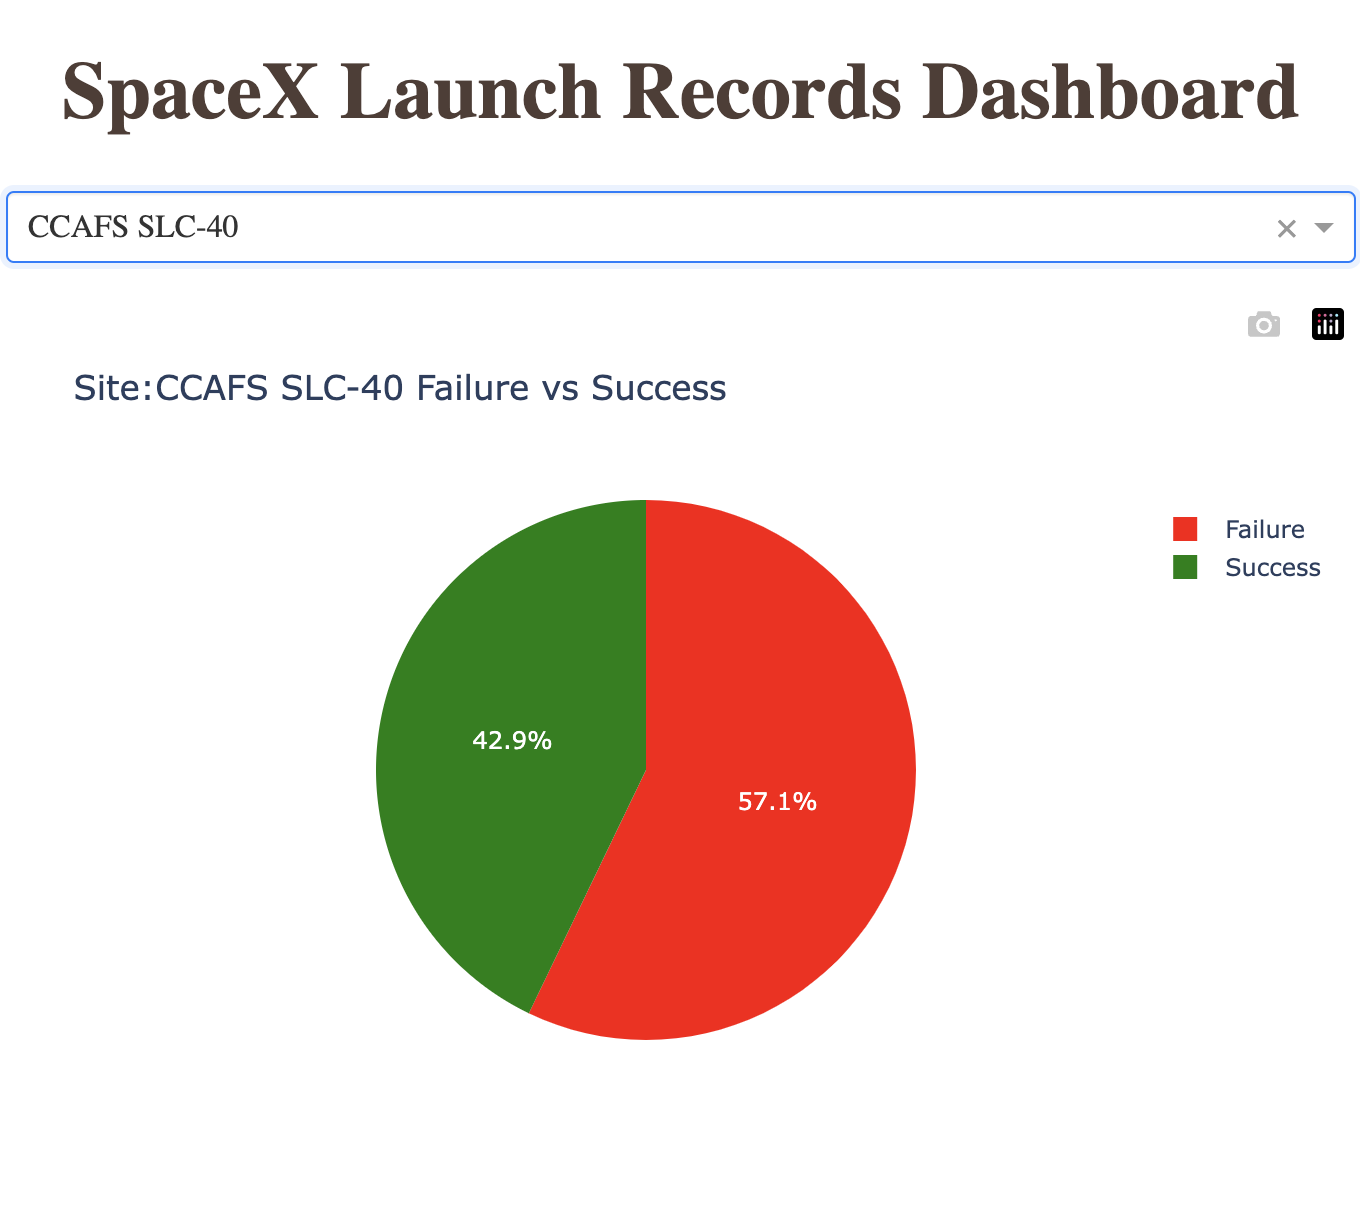 SpaceX Launch Records Dashboard
CCAFS SLC-40
Site:CCAFS SLC-40 Failure vs Success
Failure
Success
42.9%
57.1%